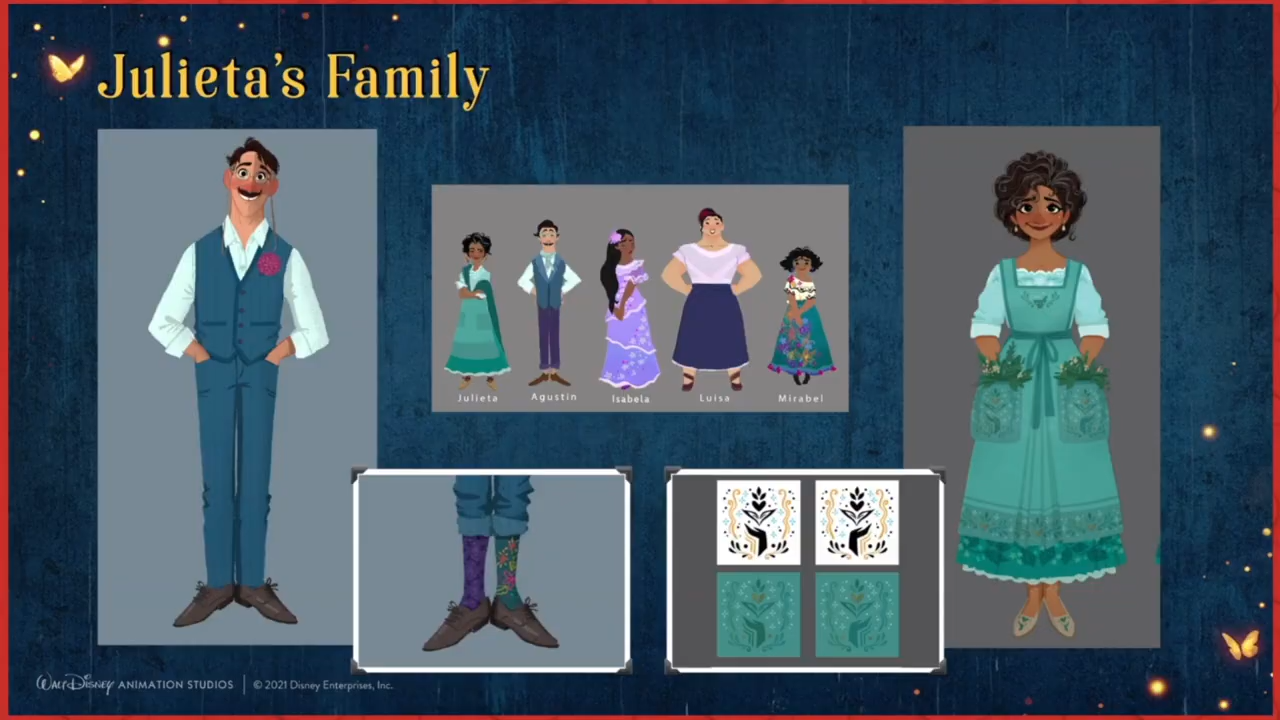 Julieta's Family
Julieta
Agustin
Isabela
Luisa
Mirabel
WALT DISNEY ANIMATION STUDIOS | © 2021 Disney Enterprises, Inc.